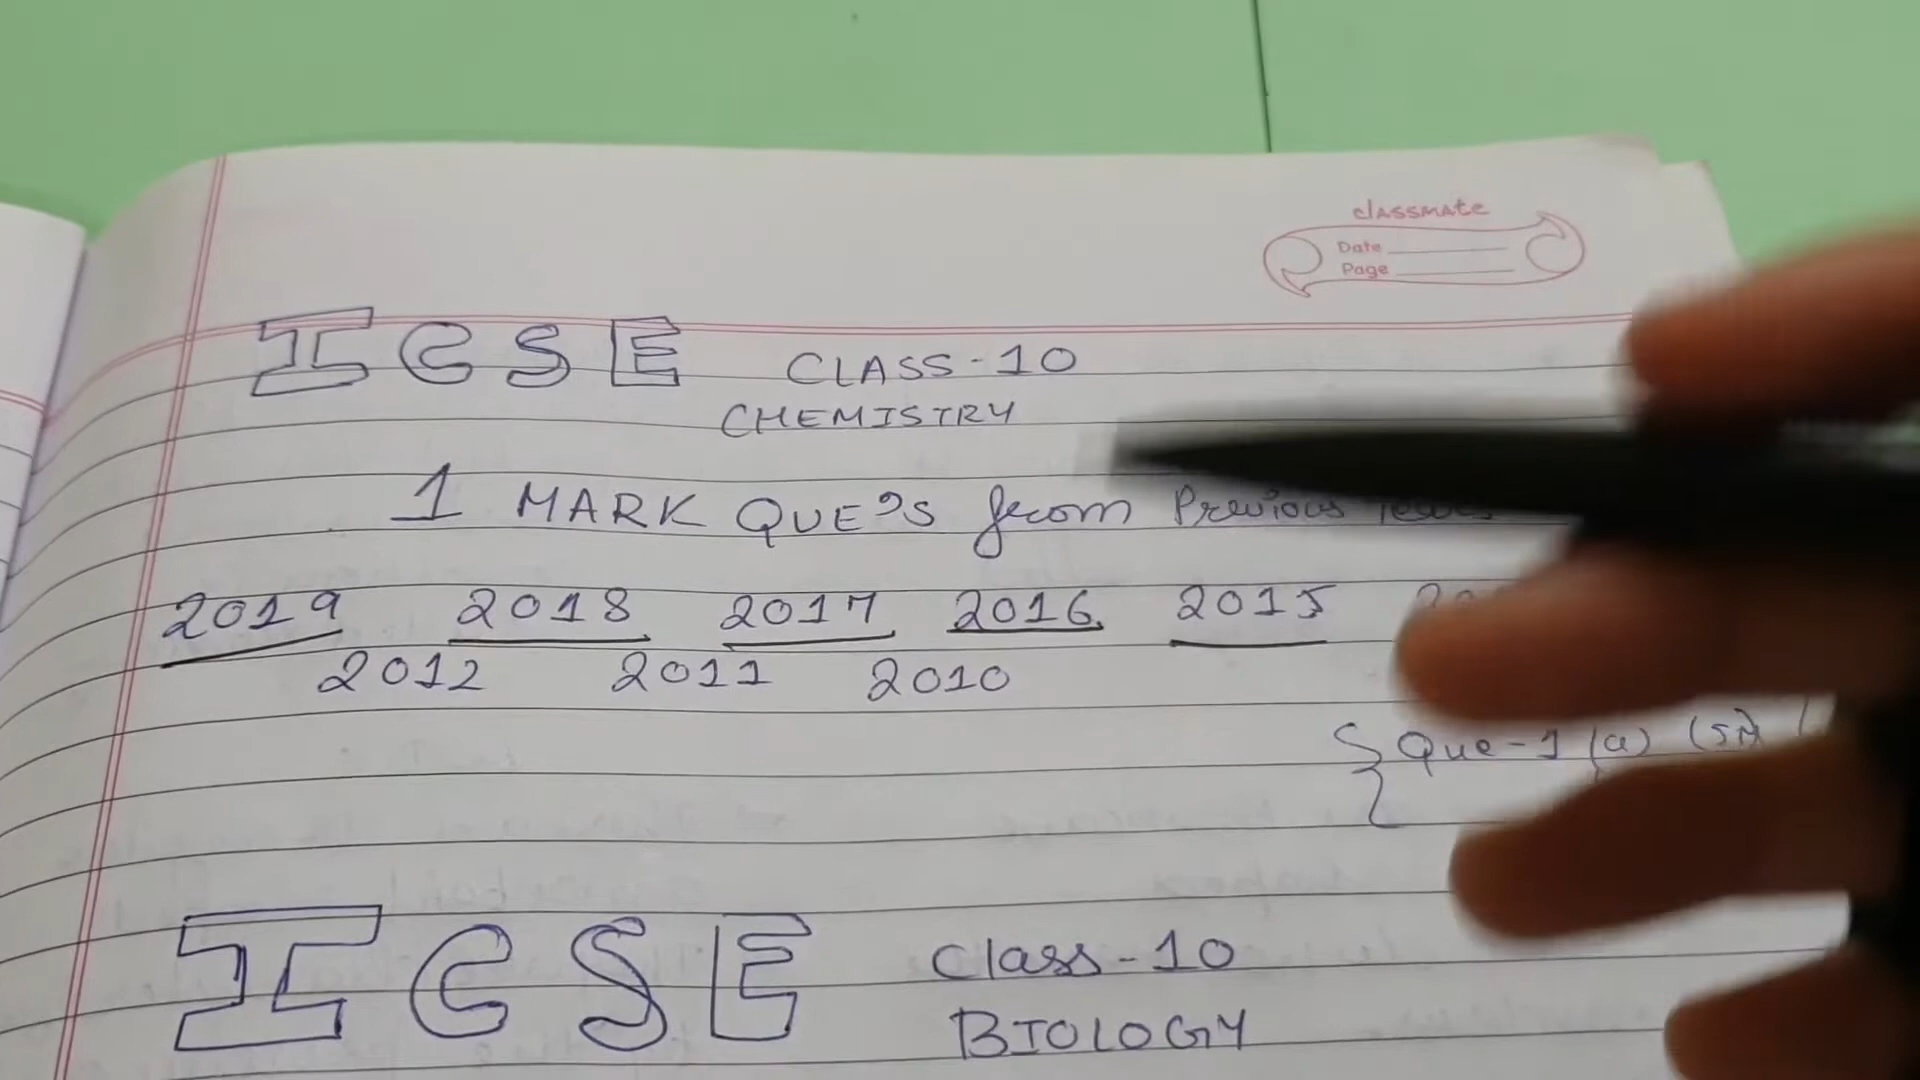 classmate
Date
Page
ICSE CLASS-10
CHEMISTRY
1 MARK QUE'S from Previous
2019 2018 2017 2016 2015
2012 2011 2010
Que-1 (a) (5M)
ICSE Class-10
BIOLOGY